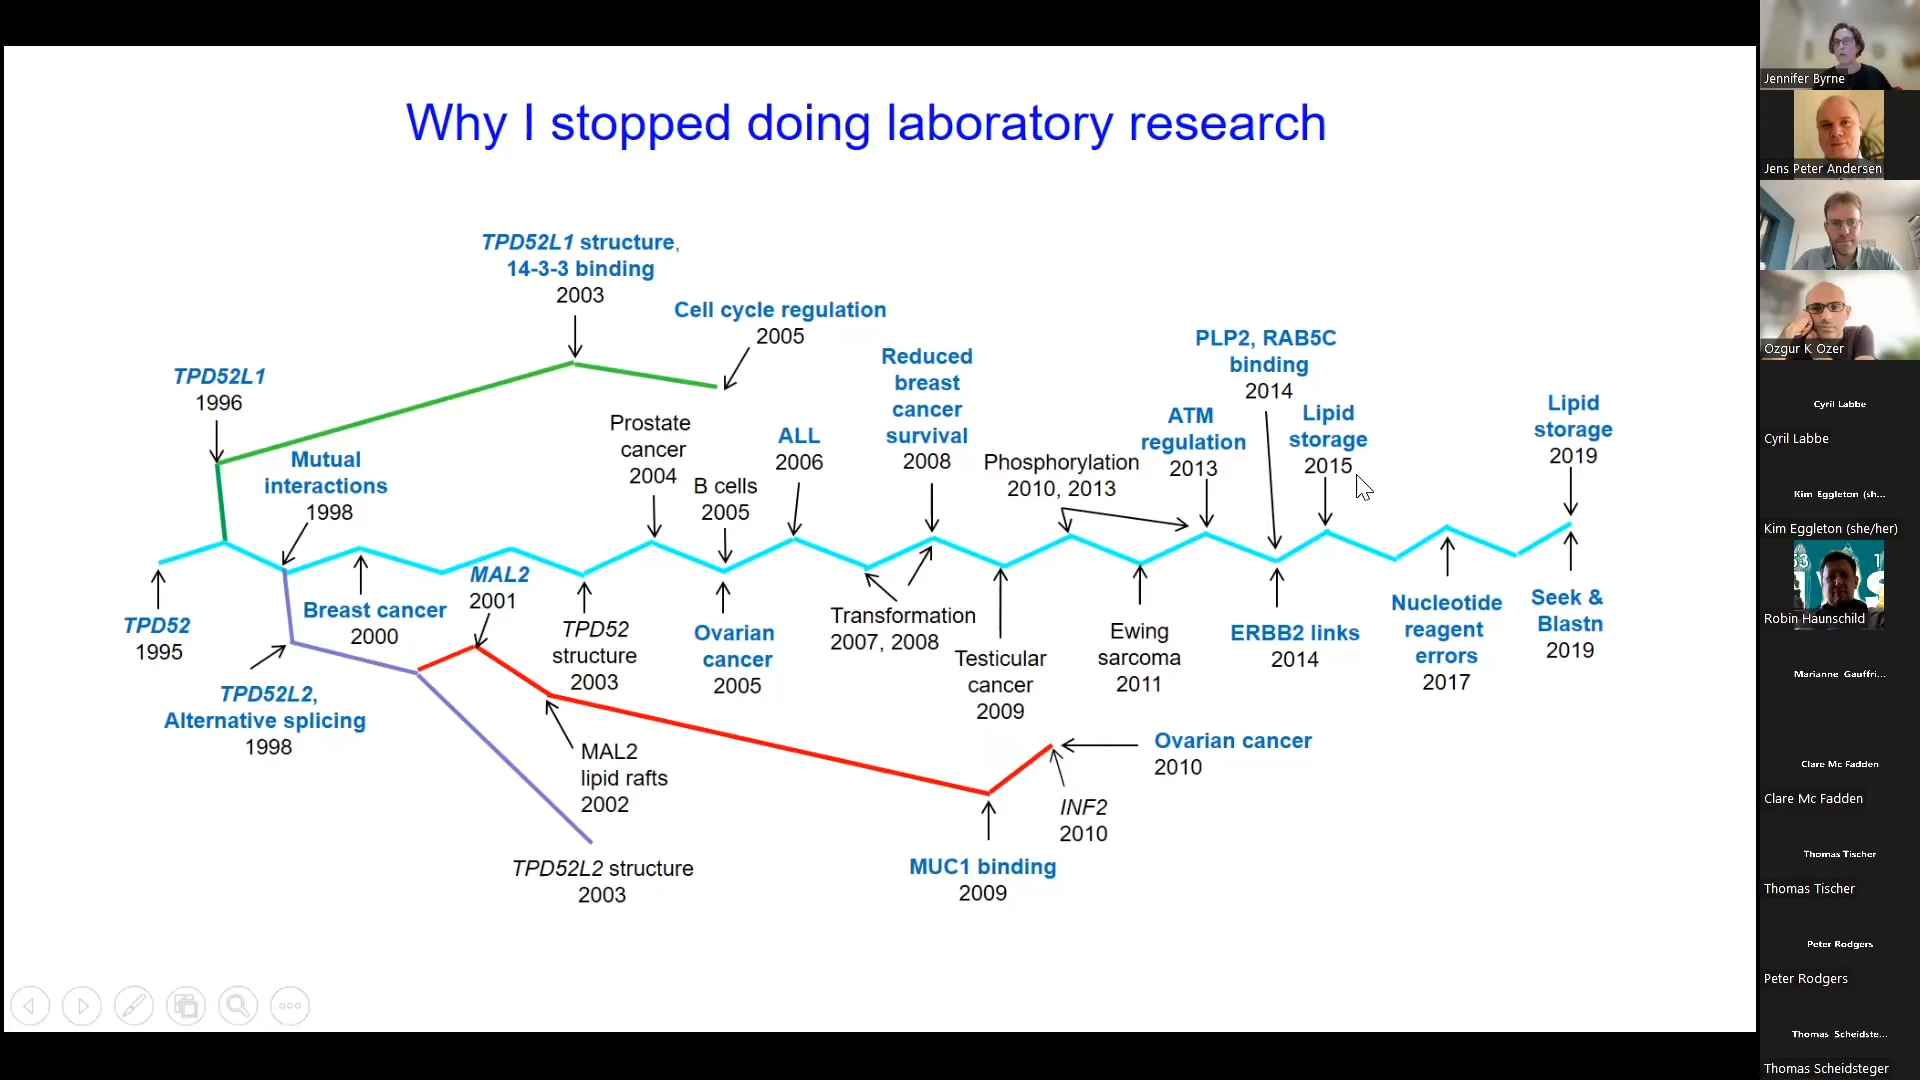 Why I stopped doing laboratory research
TPD52L1 structure,
14-3-3 binding
2003
Cell cycle regulation
2005
TPD52L1
1996
Mutual
interactions
1998
Prostate
cancer
2004
B cells
2005
ALL
2006
Reduced
breast
cancer
survival
2008
Phosphorylation
2010, 2013
ATM
regulation
2013
PLP2, RAB5C
binding
2014
Lipid
storage
2015
Lipid
storage
2019
TPD52
1995
Breast cancer
2000
MAL2
2001
TPD52
structure
2003
Ovarian
cancer
2005
Transformation
2007, 2008
Testicular
cancer
2009
Ewing
sarcoma
2011
ERBB2 links
2014
Nucleotide
reagent
errors
2017
Seek &
Blastn
2019
TPD52L2,
Alternative splicing
1998
MAL2
lipid rafts
2002
TPD52L2 structure
2003
MUC1 binding
2009
INF2
2010
Ovarian cancer
2010
Jennifer Byrne
Jens Peter Andersen
Ozgur K Ozer
Cyril Labbe
Cyril Labbe
Kim Eggleton (sh...
Kim Eggleton (she/her)
Robin Haunschild
Marianne Gauffri...
Clare Mc Fadden
Clare Mc Fadden
Thomas Tischer
Thomas Tischer
Peter Rodgers
Peter Rodgers
Thomas Scheidste...
Thomas Scheidsteger